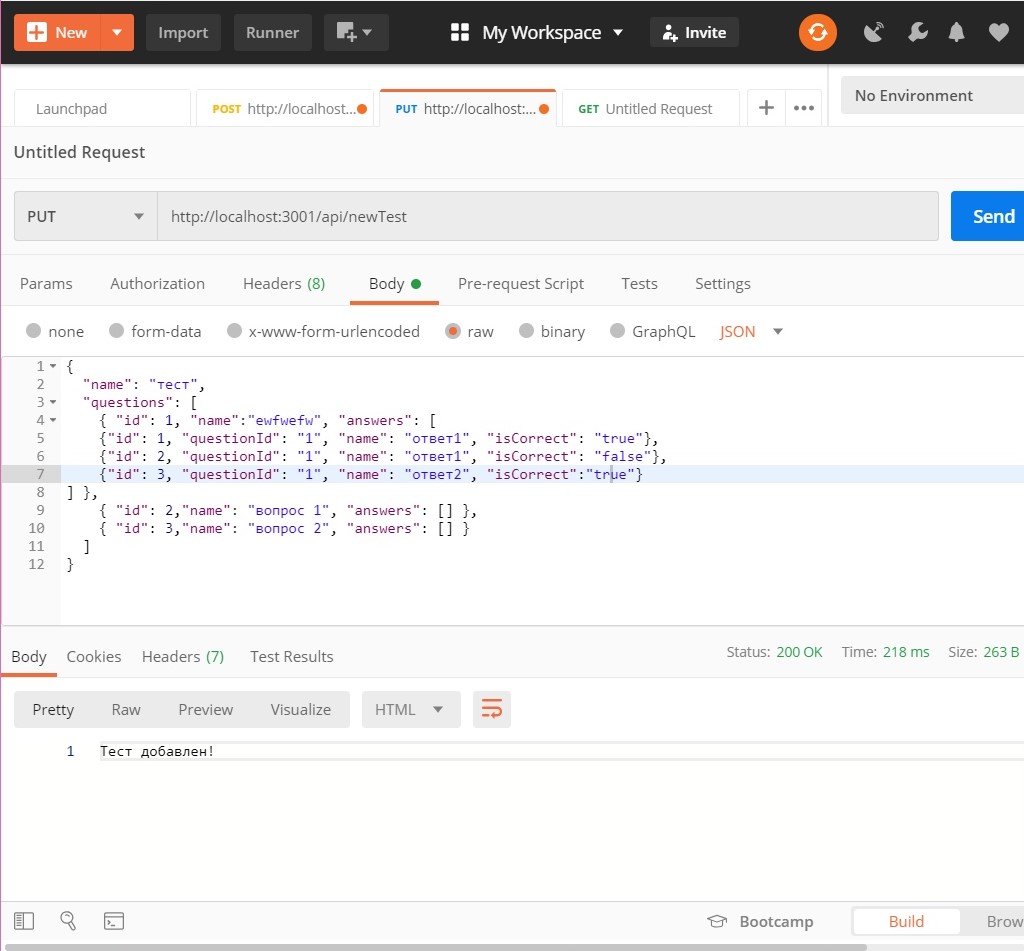 New Import Runner My Workspace Invite
Launchpad POST http://localhost... PUT http://localhost:... GET Untitled Request No Environment
Untitled Request
PUT http://localhost:3001/api/newTest Send
Params Authorization Headers (8) Body Pre-request Script Tests Settings
none form-data x-www-form-urlencoded raw binary GraphQL JSON
1 {
2 "name": "тест",
3 "questions": [
4 { "id": 1, "name":"ewfwefw", "answers": [
5 {"id": 1, "questionId": "1", "name": "ответ1", "isCorrect": "true"},
6 {"id": 2, "questionId": "1", "name": "ответ1", "isCorrect": "false"},
7 {"id": 3, "questionId": "1", "name": "ответ2", "isCorrect":"true"}
8 ] },
9 { "id": 2,"name": "вопрос 1", "answers": [] },
10 { "id": 3,"name": "вопрос 2", "answers": [] }
11 ]
12 }
Body Cookies Headers (7) Test Results Status: 200 OK Time: 218 ms Size: 263 B
Pretty Raw Preview Visualize HTML
1 Тест добавлен!
Bootcamp Build Brow